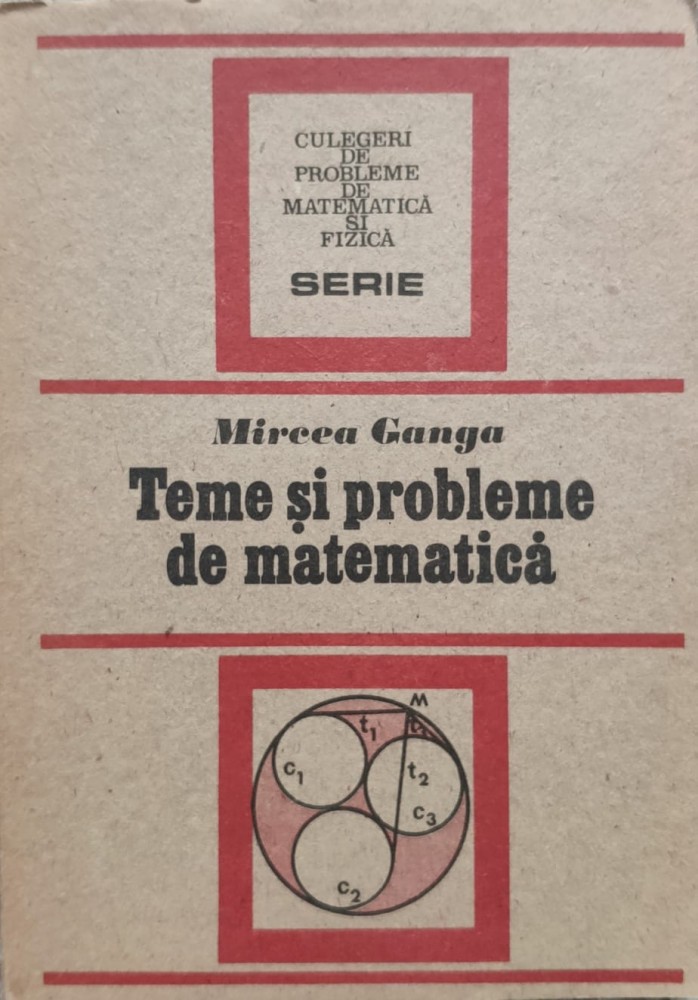 CULEGERI
DE
PROBLEME
DE
MATEMATICĂ
SI
FIZICĂ
SERIE
Mircea Ganga
Teme și probleme
de matematică
M
t₁
t₂
c₁
c₃
c₂